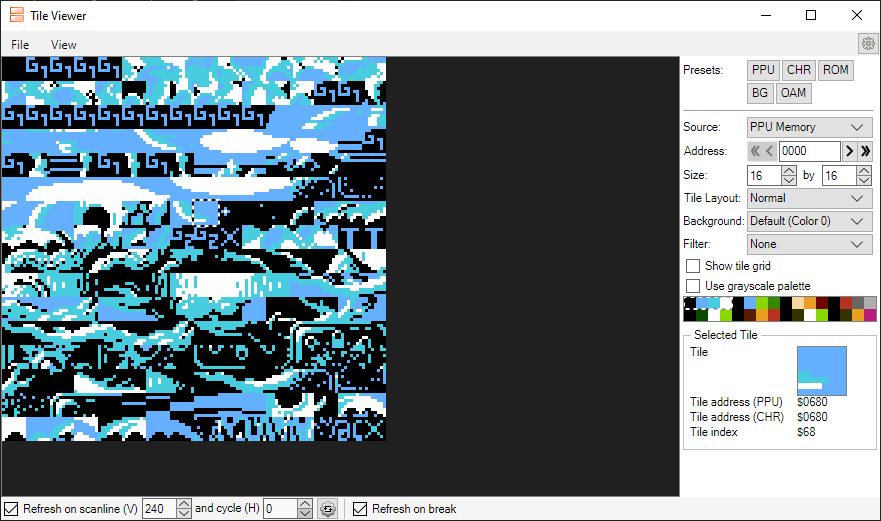 Tile Viewer
File View
Presets: PPU CHR ROM
BG OAM
Source: PPU Memory
Address: 0000
Size: 16 by 16
Tile Layout: Normal
Background: Default (Color 0)
Filter: None
Show tile grid
Use grayscale palette
Selected Tile
Tile
Tile address (PPU) $0680
Tile address (CHR) $0680
Tile index $68
Refresh on scanline (V) 240 and cycle (H) 0 Refresh on break